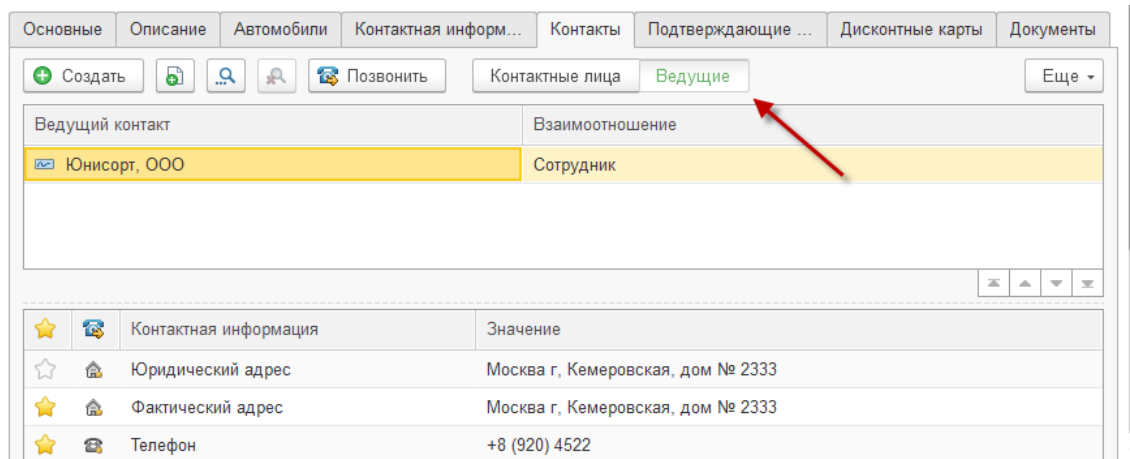 Основные Описание Автомобили Контактная информ... Контакты Подтверждающие ... Дисконтные карты Документы
Создать Позвонить Контактные лица Ведущие Еще
Ведущий контакт Взаимоотношение
Юнисорт, ООО Сотрудник
Контактная информация Значение
Юридический адрес Москва г, Кемеровская, дом № 2333
Фактический адрес Москва г, Кемеровская, дом № 2333
Телефон +8 (920) 4522